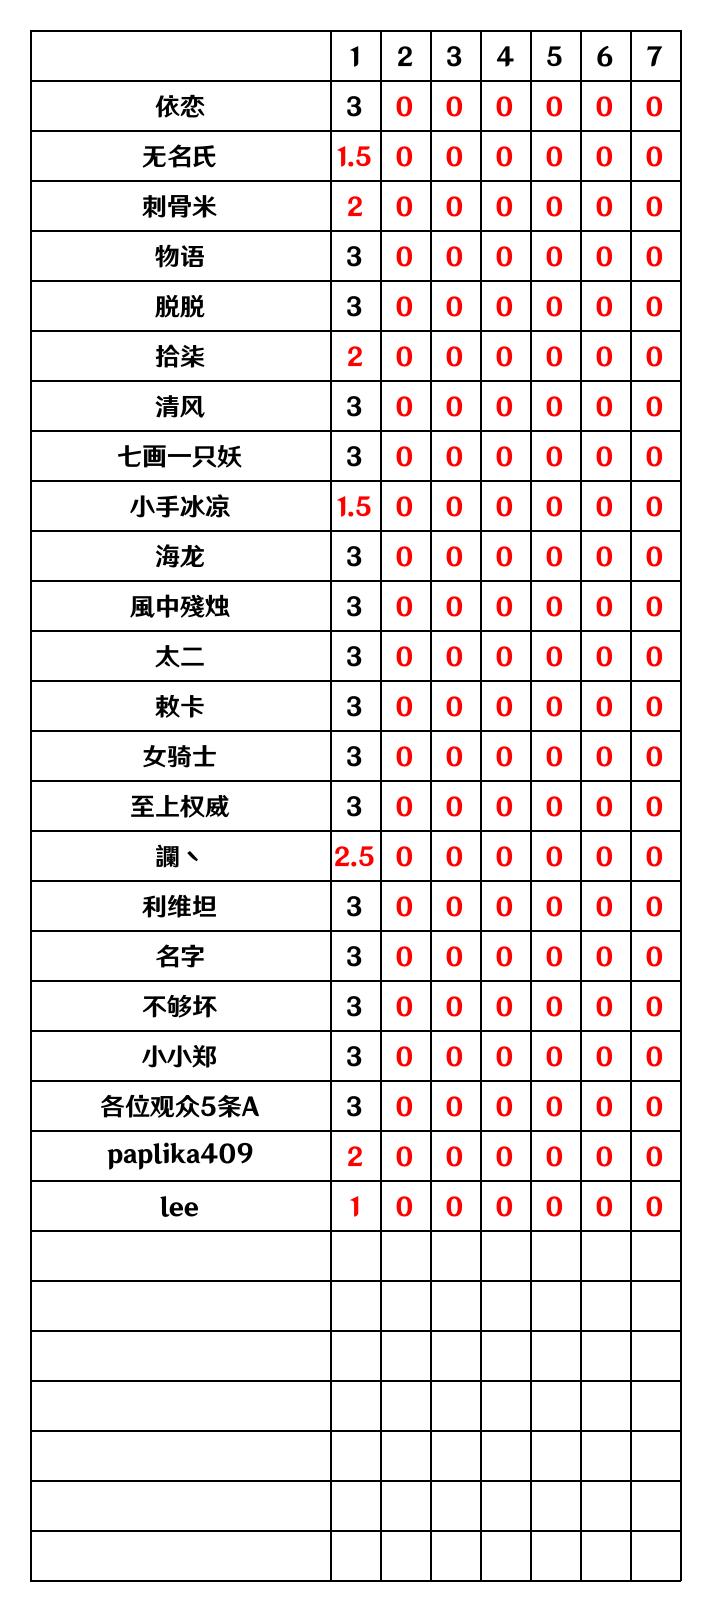 1 2 3 4 5 6 7
依恋 3 0 0 0 0 0 0
无名氏 1.5 0 0 0 0 0 0
刺骨米 2 0 0 0 0 0 0
物语 3 0 0 0 0 0 0
脱脱 3 0 0 0 0 0 0
拾柒 2 0 0 0 0 0 0
清风 3 0 0 0 0 0 0
七画一只妖 3 0 0 0 0 0 0
小手冰凉 1.5 0 0 0 0 0 0
海龙 3 0 0 0 0 0 0
風中殘烛 3 0 0 0 0 0 0
太二 3 0 0 0 0 0 0
敕卡 3 0 0 0 0 0 0
女骑士 3 0 0 0 0 0 0
至上权威 3 0 0 0 0 0 0
讕丶 2.5 0 0 0 0 0 0
利维坦 3 0 0 0 0 0 0
名字 3 0 0 0 0 0 0
不够坏 3 0 0 0 0 0 0
小小郑 3 0 0 0 0 0 0
各位观众5条A 3 0 0 0 0 0 0
paplika409 2 0 0 0 0 0 0
lee 1 0 0 0 0 0 0